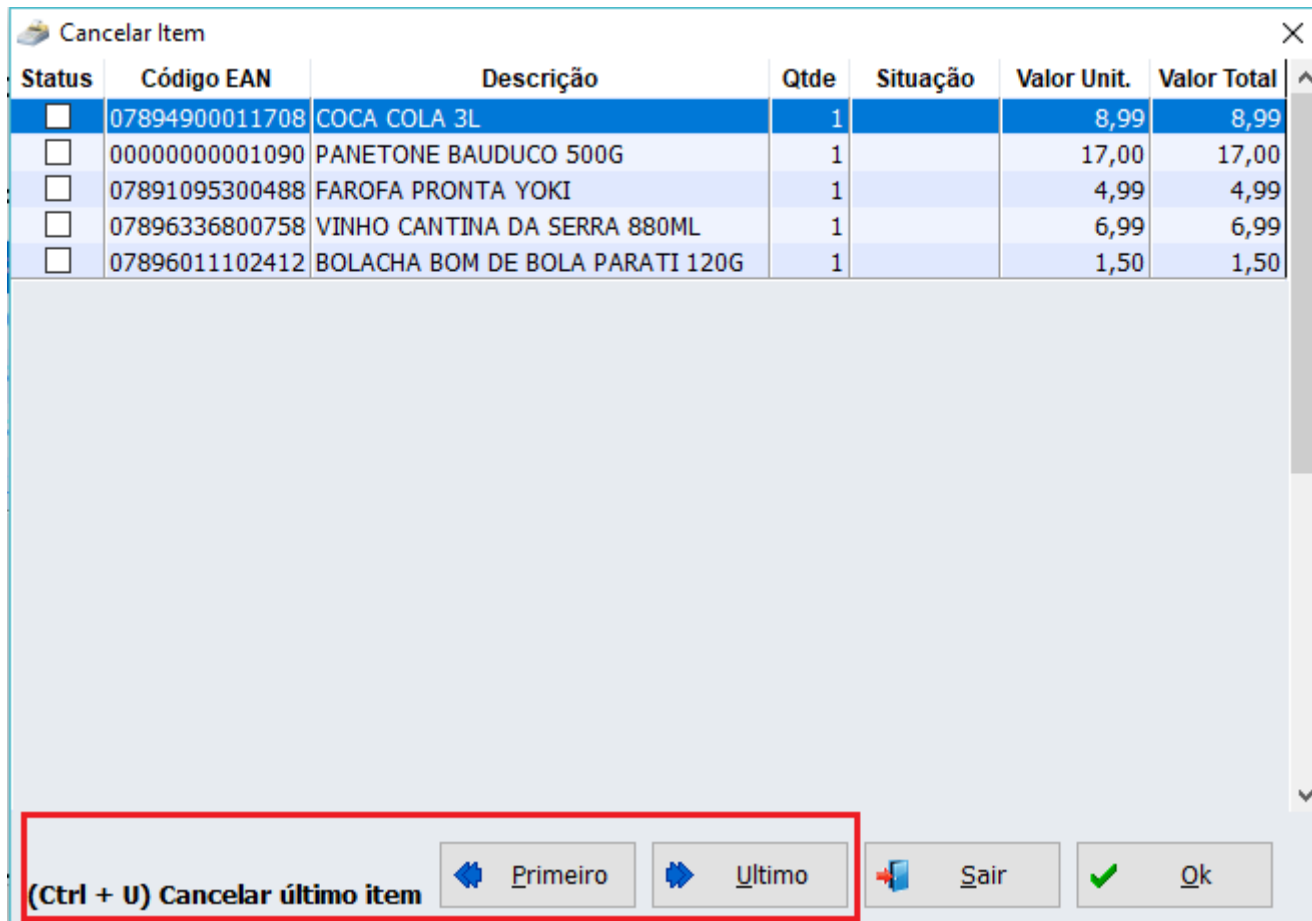 Cancelar Item
Status Código EAN Descrição Qtde Situação Valor Unit. Valor Total
07894900011708 COCA COLA 3L 1 8,99 8,99
00000000001090 PANETONE BAUDUCO 500G 1 17,00 17,00
07891095300488 FAROFA PRONTA YOKI 1 4,99 4,99
07896336800758 VINHO CANTINA DA SERRA 880ML 1 6,99 6,99
07896011102412 BOLACHA BOM DE BOLA PARATI 120G 1 1,50 1,50
(Ctrl + U) Cancelar último item Primeiro Ultimo Sair Ok